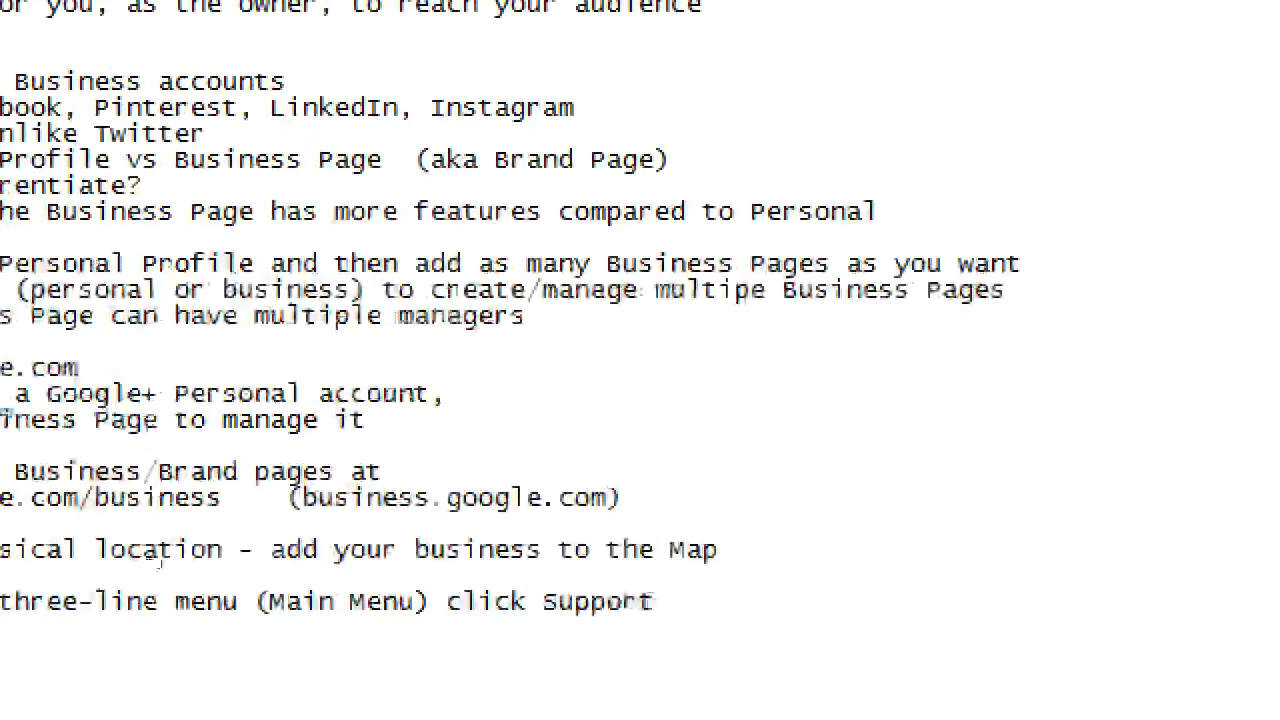 or you, as the owner, to reach your audience
Business accounts
book, Pinterest, LinkedIn, Instagram
nlike Twitter
Profile vs Business Page (aka Brand Page)
rentiate?
he Business Page has more features compared to Personal
Personal Profile and then add as many Business Pages as you want
(personal or business) to create/manage multipe Business Pages
s Page can have multiple managers
e.com
a Google+ Personal account,
iness Page to manage it
Business/Brand pages at
e.com/business (business.google.com)
sical location - add your business to the Map
three-line menu (Main Menu) click Support